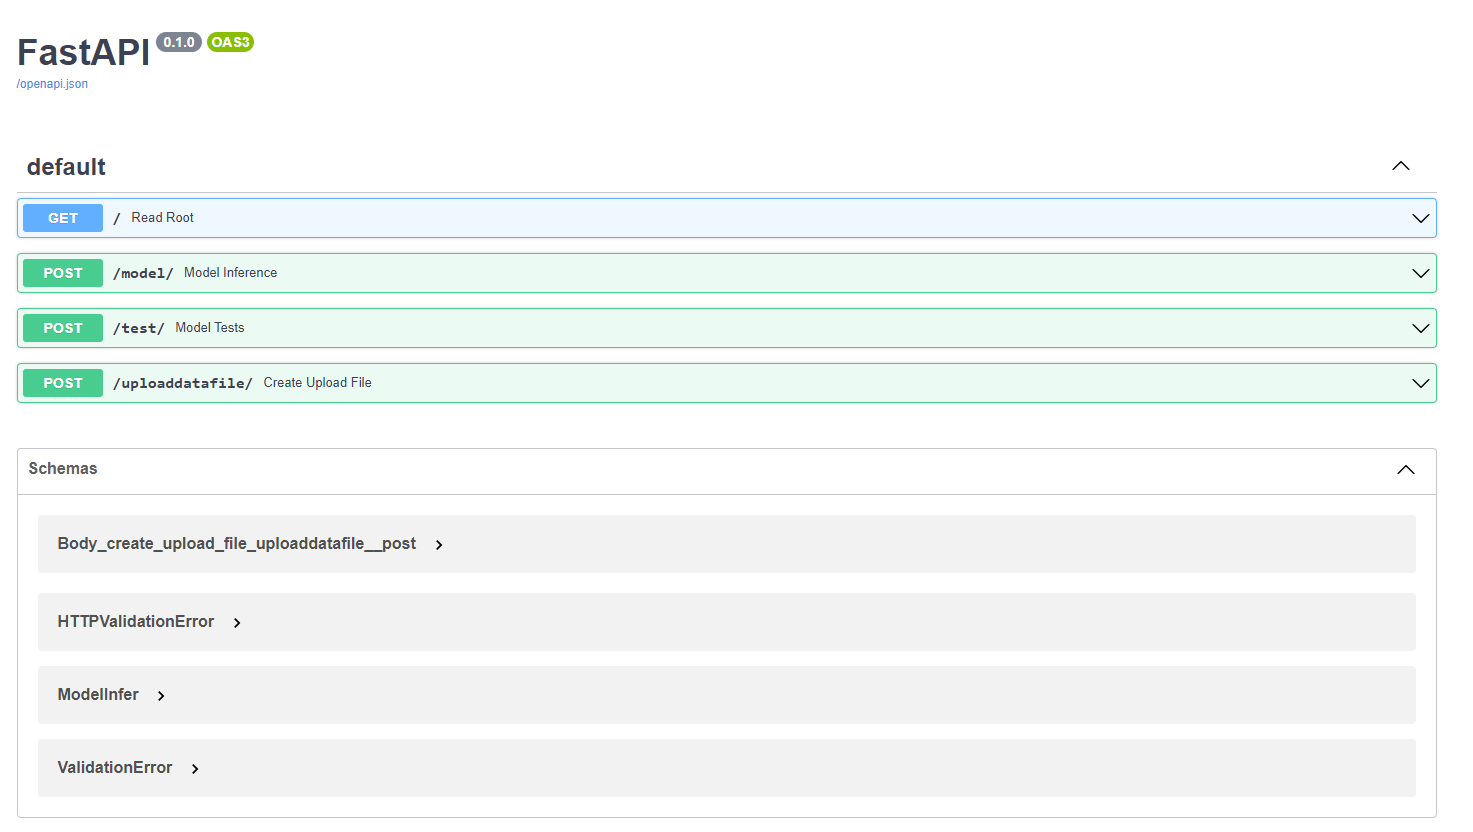 FastAPI 0.1.0 OAS3
/openapi.json
default
GET / Read Root
POST /model/ Model Inference
POST /test/ Model Tests
POST /uploaddatafile/ Create Upload File
Schemas
Body_create_upload_file_uploaddatafile__post
HTTPValidationError
ModelInfer
ValidationError